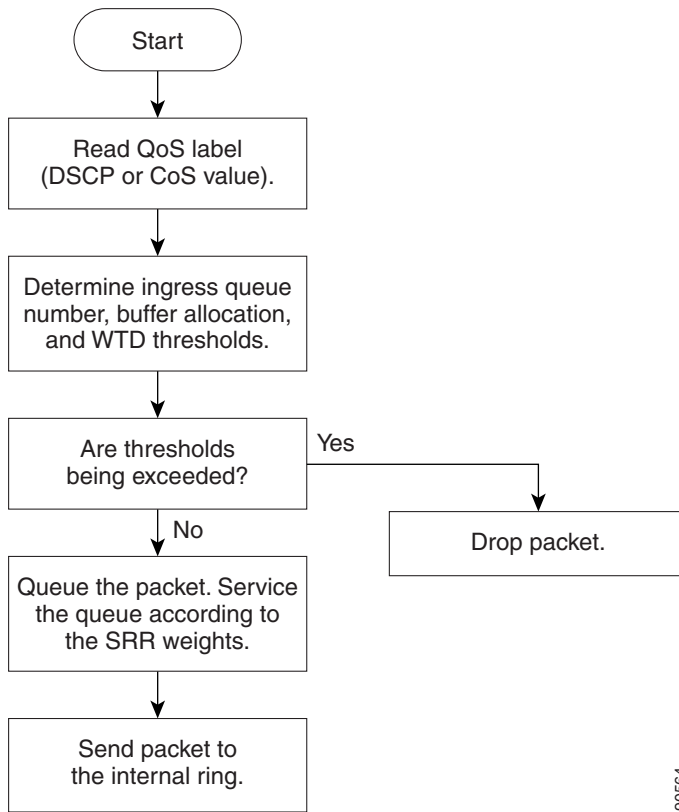 Start
Read QoS label
(DSCP or CoS value).
Determine ingress queue
number, buffer allocation,
and WTD thresholds.
Are thresholds
being exceeded?
Yes
No
Drop packet.
Queue the packet. Service
the queue according to
the SRR weights.
Send packet to
the internal ring.